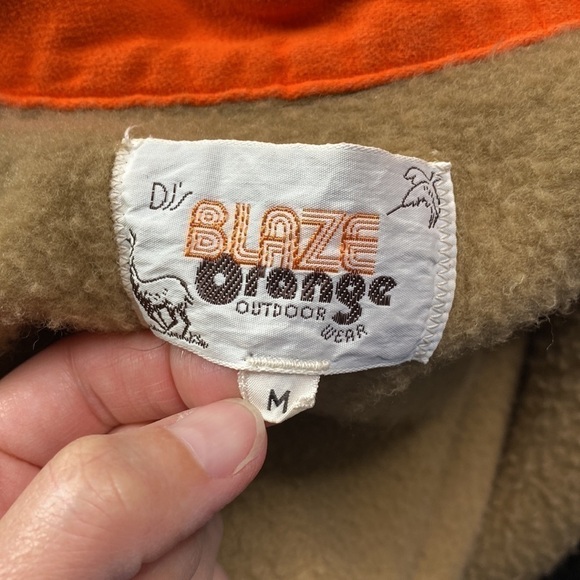 DJ's
BLAZE
Orange
OUTDOOR
WEAR
M